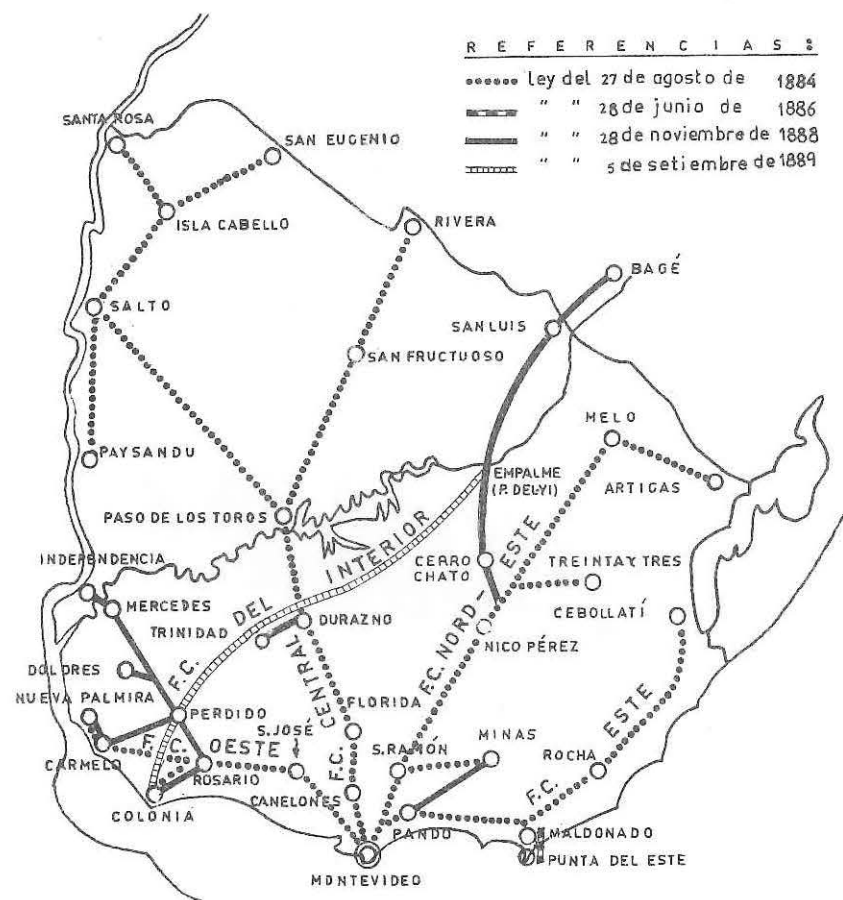 REFERENCIAS:
ley del 27 de agosto de 1884
" " 28 de junio de 1886
" " 28 de noviembre de 1888
" " 5 de setiembre de 1889
SANTA ROSA
SAN EUGENIO
ISLA CABELLO
RIVERA
BAGÉ
SALTO
SAN LUIS
SAN FRUCTUOSO
MELO
PAYSANDU
EMPALME
(P. DEL YI)
ARTIGAS
PASO DE LOS TOROS
INDEPENDENCIA
CERRO
CHATO
TREINTA Y TRES
MERCEDES
CEBOLLATÍ
TRINIDAD
DURAZNO
NICO PÉREZ
DOLORES
NUEVA PALMIRA
FLORIDA
PERDIDO
MINAS
S. JOSÉ
S. RAMÓN
ROCHA
CARMELO
ROSARIO
CANELONES
COLONIA
PANDO
MALDONADO
PUNTA DEL ESTE
MONTEVIDEO
F.C. DEL INTERIOR
F.C. CENTRAL
F.C. NORD-ESTE
F.C. OESTE
F.C. ESTE